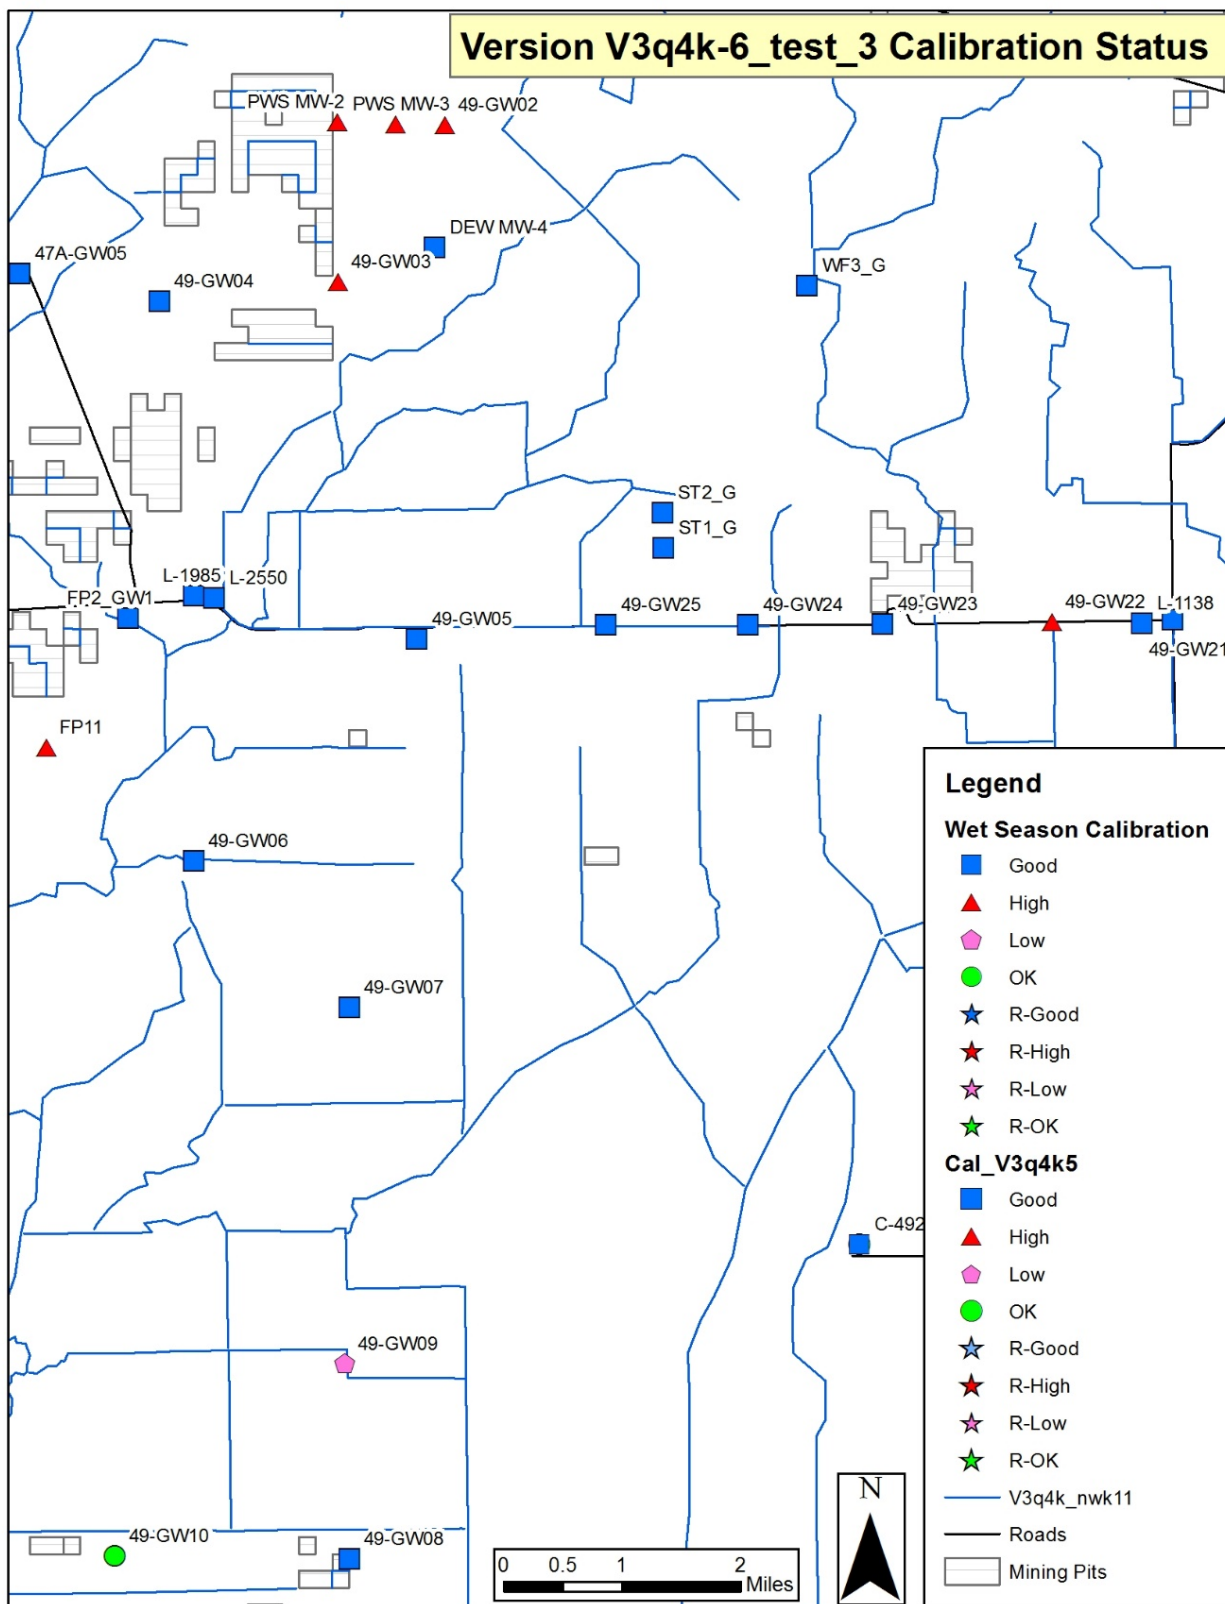 Version V3q4k-6_test_3 Calibration Status
PWS MW-2
PWS MW-3
49-GW02
DEW MW-4
47A-GW05
49-GW03
49-GW04
WF3_G
ST2_G
ST1_G
L-1985
L-2550
FP2_GW1
49-GW05
49-GW25
49-GW24
49-GW23
49-GW22
L-1138
49-GW21
FP11
49-GW06
49-GW07
C-492
49-GW09
49-GW10
49-GW08
Legend
Wet Season Calibration
Good
High
Low
OK
R-Good
R-High
R-Low
R-OK
Cal_V3q4k5
Good
High
Low
OK
R-Good
R-High
R-Low
R-OK
V3q4k_nwk11
Roads
Mining Pits
N
0 0.5 1 2
Miles